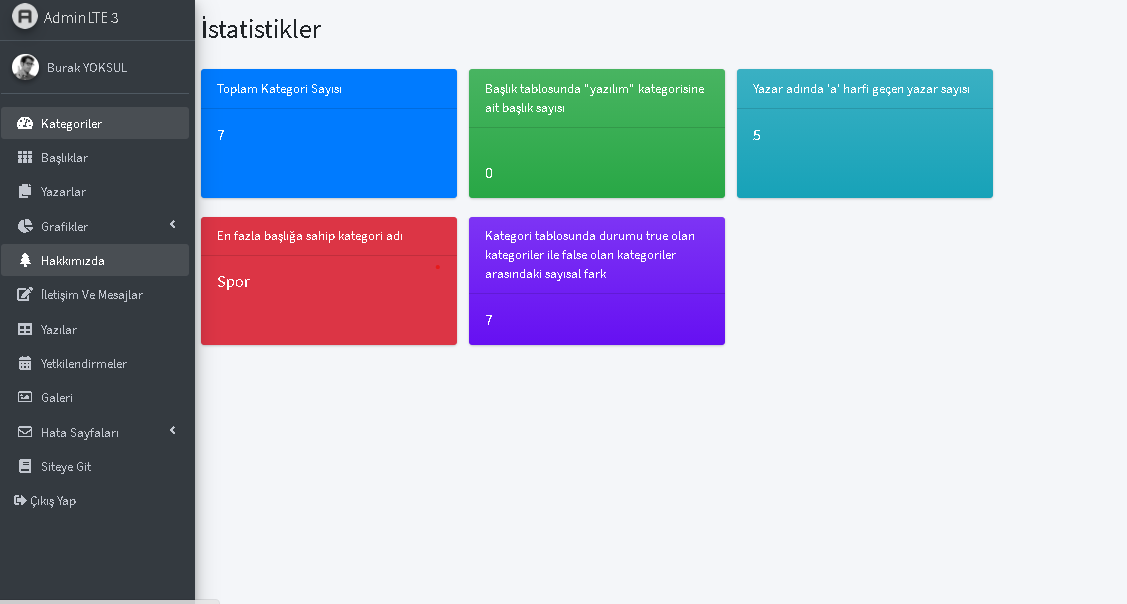 AdminLTE 3
Burak YOKSUL
Kategoriler
Başlıklar
Yazarlar
Grafikler
Hakkımızda
İletişim Ve Mesajlar
Yazılar
Yetkilendirmeler
Galeri
Hata Sayfaları
Siteye Git
Çıkış Yap
İstatistikler
Toplam Kategori Sayısı
7
Başlık tablosunda "yazılım" kategorisine
ait başlık sayısı
0
Yazar adında 'a' harfi geçen yazar sayısı
5
En fazla başlığa sahip kategori adı
Spor
Kategori tablosunda durumu true olan
kategoriler ile false olan kategoriler
arasındaki sayısal fark
7